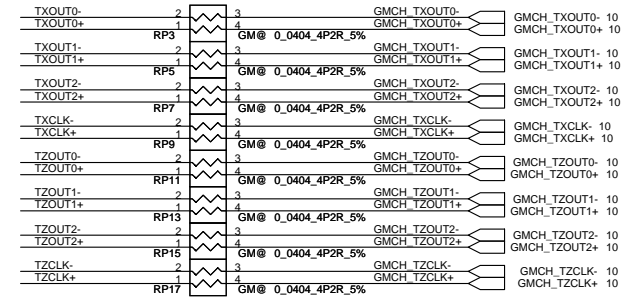 TXOUT0- 2 3 GMCH_TXOUT0- GMCH_TXOUT0- 10
TXOUT0+ 1 4 GMCH_TXOUT0+ GMCH_TXOUT0+ 10
RP3 GM@ 0_0404_4P2R_5%
TXOUT1- 2 3 GMCH_TXOUT1- GMCH_TXOUT1- 10
TXOUT1+ 1 4 GMCH_TXOUT1+ GMCH_TXOUT1+ 10
RP5 GM@ 0_0404_4P2R_5%
TXOUT2- 2 3 GMCH_TXOUT2- GMCH_TXOUT2- 10
TXOUT2+ 1 4 GMCH_TXOUT2+ GMCH_TXOUT2+ 10
RP7 GM@ 0_0404_4P2R_5%
TXCLK- 2 3 GMCH_TXCLK- GMCH_TXCLK- 10
TXCLK+ 1 4 GMCH_TXCLK+ GMCH_TXCLK+ 10
RP9 GM@ 0_0404_4P2R_5%
TZOUT0- 2 3 GMCH_TZOUT0- GMCH_TZOUT0- 10
TZOUT0+ 1 4 GMCH_TZOUT0+ GMCH_TZOUT0+ 10
RP11 GM@ 0_0404_4P2R_5%
TZOUT1- 2 3 GMCH_TZOUT1- GMCH_TZOUT1- 10
TZOUT1+ 1 4 GMCH_TZOUT1+ GMCH_TZOUT1+ 10
RP13 GM@ 0_0404_4P2R_5%
TZOUT2- 2 3 GMCH_TZOUT2- GMCH_TZOUT2- 10
TZOUT2+ 1 4 GMCH_TZOUT2+ GMCH_TZOUT2+ 10
RP15 GM@ 0_0404_4P2R_5%
TZCLK- 2 3 GMCH_TZCLK- GMCH_TZCLK- 10
TZCLK+ 1 4 GMCH_TZCLK+ GMCH_TZCLK+ 10
RP17 GM@ 0_0404_4P2R_5%